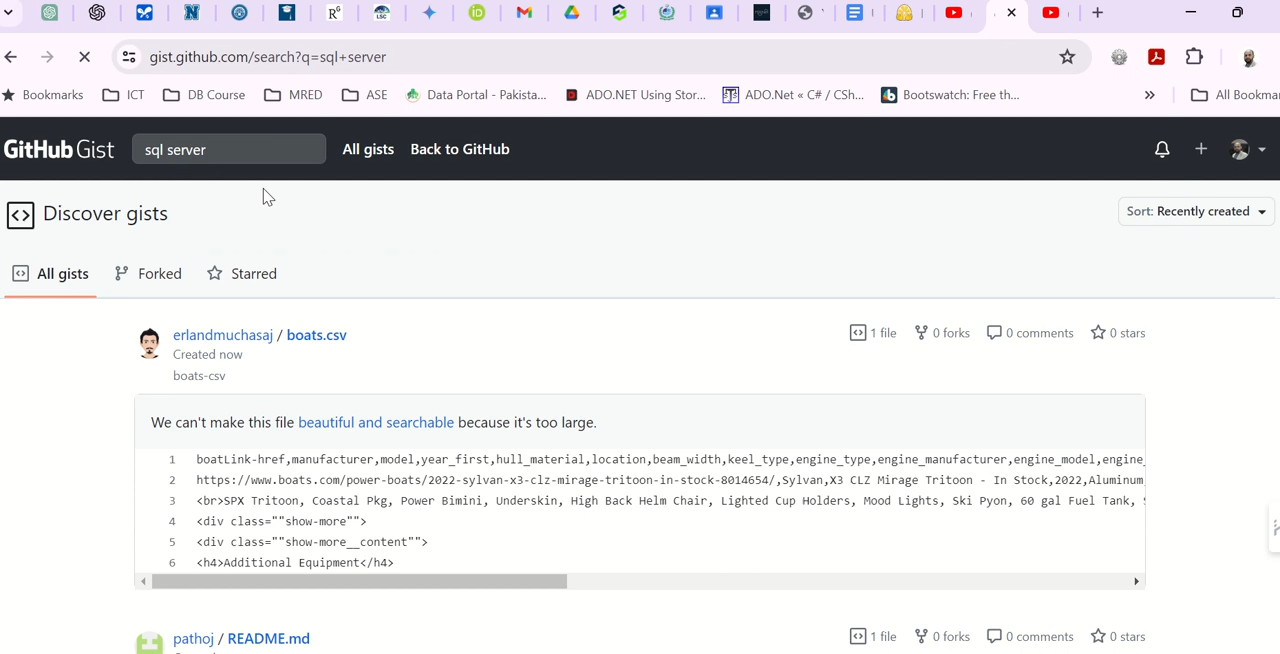 gist.github.com/search?q=sql+server
Bookmarks ICT DB Course MRED ASE Data Portal - Pakista... ADO.NET Using Stor... ADO.Net « C# / CSh... Bootswatch: Free th... » All Bookmar
GitHub Gist sql server All gists Back to GitHub
Discover gists
Sort: Recently created
All gists Forked Starred
erlandmuchasaj / boats.csv
1 file 0 forks 0 comments 0 stars
Created now
boats-csv
We can't make this file beautiful and searchable because it's too large.
1 boatLink-href,manufacturer,model,year_first,hull_material,location,beam_width,keel_type,engine_type,engine_manufacturer,engine_model,engine_
2 https://www.boats.com/power-boats/2022-sylvan-x3-clz-mirage-tritoon-in-stock-8014654/,Sylvan,X3 CLZ Mirage Tritoon - In Stock,2022,Aluminum
3 <br>SPX Tritoon, Coastal Pkg, Power Bimini, Underskin, High Back Helm Chair, Lighted Cup Holders, Mood Lights, Ski Pyon, 60 gal Fuel Tank,
4 <div class=""show-more"">
5 <div class=""show-more__content"">
6 <h4>Additional Equipment</h4>
pathoj / README.md
1 file 0 forks 0 comments 0 stars